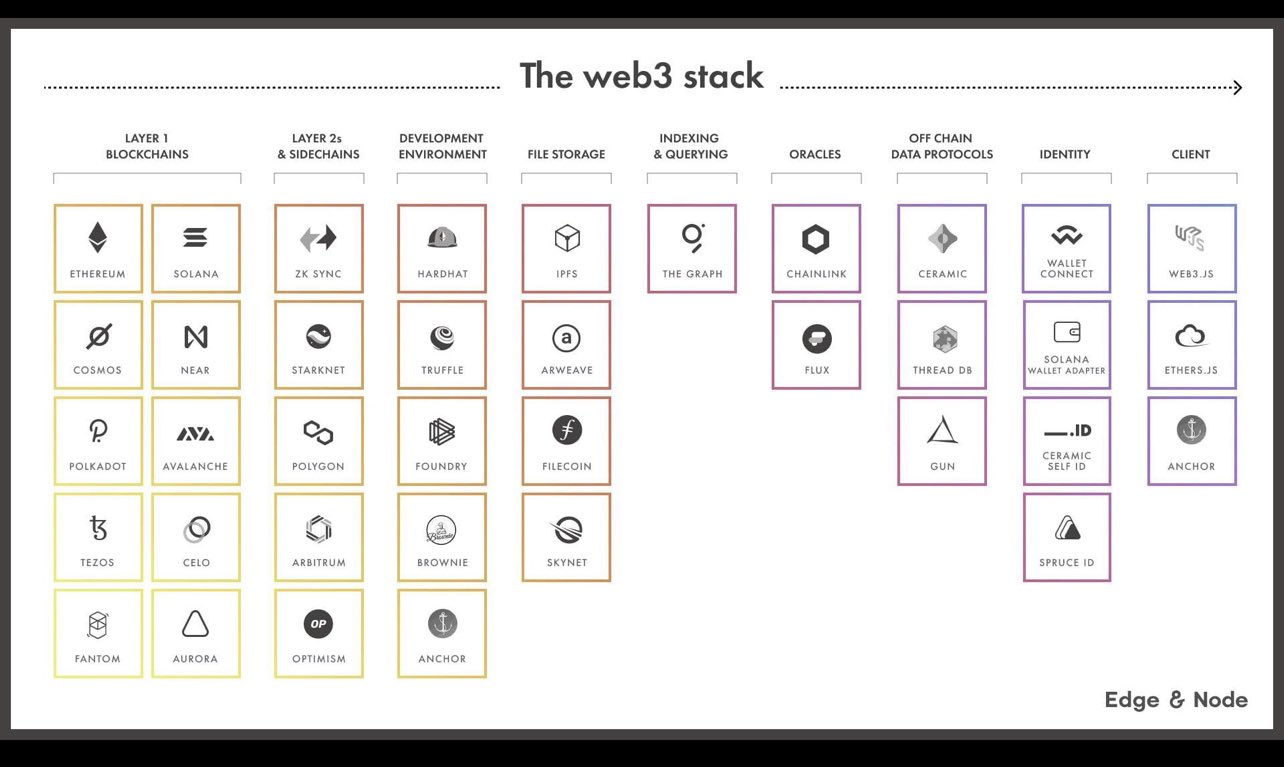 The web3 stack
LAYER 1
BLOCKCHAINS
LAYER 2s
& SIDECHAINS
DEVELOPMENT
ENVIRONMENT
FILE STORAGE
INDEXING
& QUERYING
ORACLES
OFF CHAIN
DATA PROTOCOLS
IDENTITY
CLIENT
ETHEREUM
SOLANA
ZK SYNC
HARDHAT
IPFS
THE GRAPH
CHAINLINK
CERAMIC
WALLET
CONNECT
W3JS
WEB3.JS
COSMOS
NEAR
STARKNET
TRUFFLE
a
ARWEAVE
FLUX
THREAD DB
SOLANA
WALLET ADAPTER
ETHERS.JS
POLKADOT
AVALANCHE
POLYGON
FOUNDRY
FILECOIN
GUN
.ID
CERAMIC
SELF ID
ANCHOR
TEZOS
CELO
ARBITRUM
Brownie
BROWNIE
SKYNET
SPRUCE ID
FANTOM
AURORA
OP
OPTIMISM
ANCHOR
Edge & Node